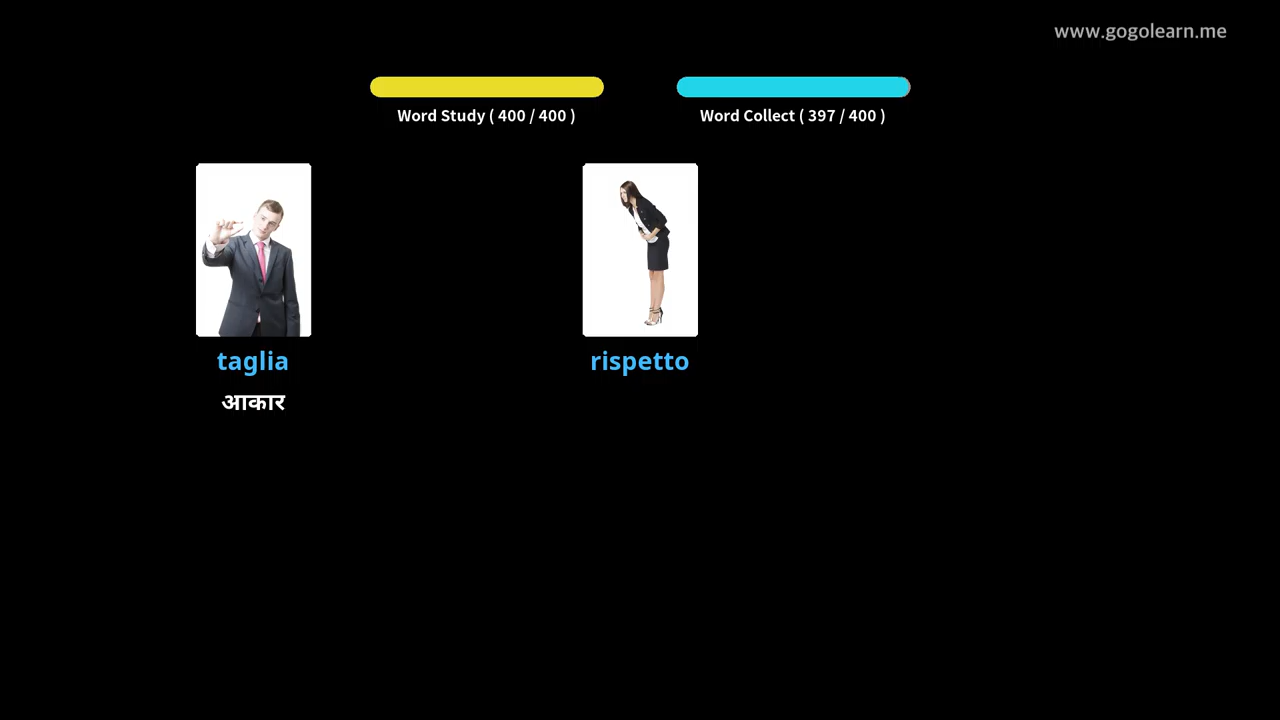 www.gogolearn.me
Word Study ( 400 / 400 )
Word Collect ( 397 / 400 )
taglia
rispetto
आकार